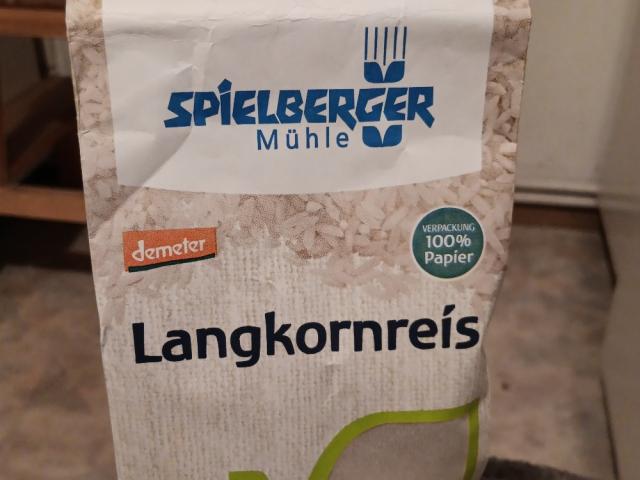 SPIELBERGER
Mühle
demeter
VERPACKUNG
100%
Papier
Langkornreis